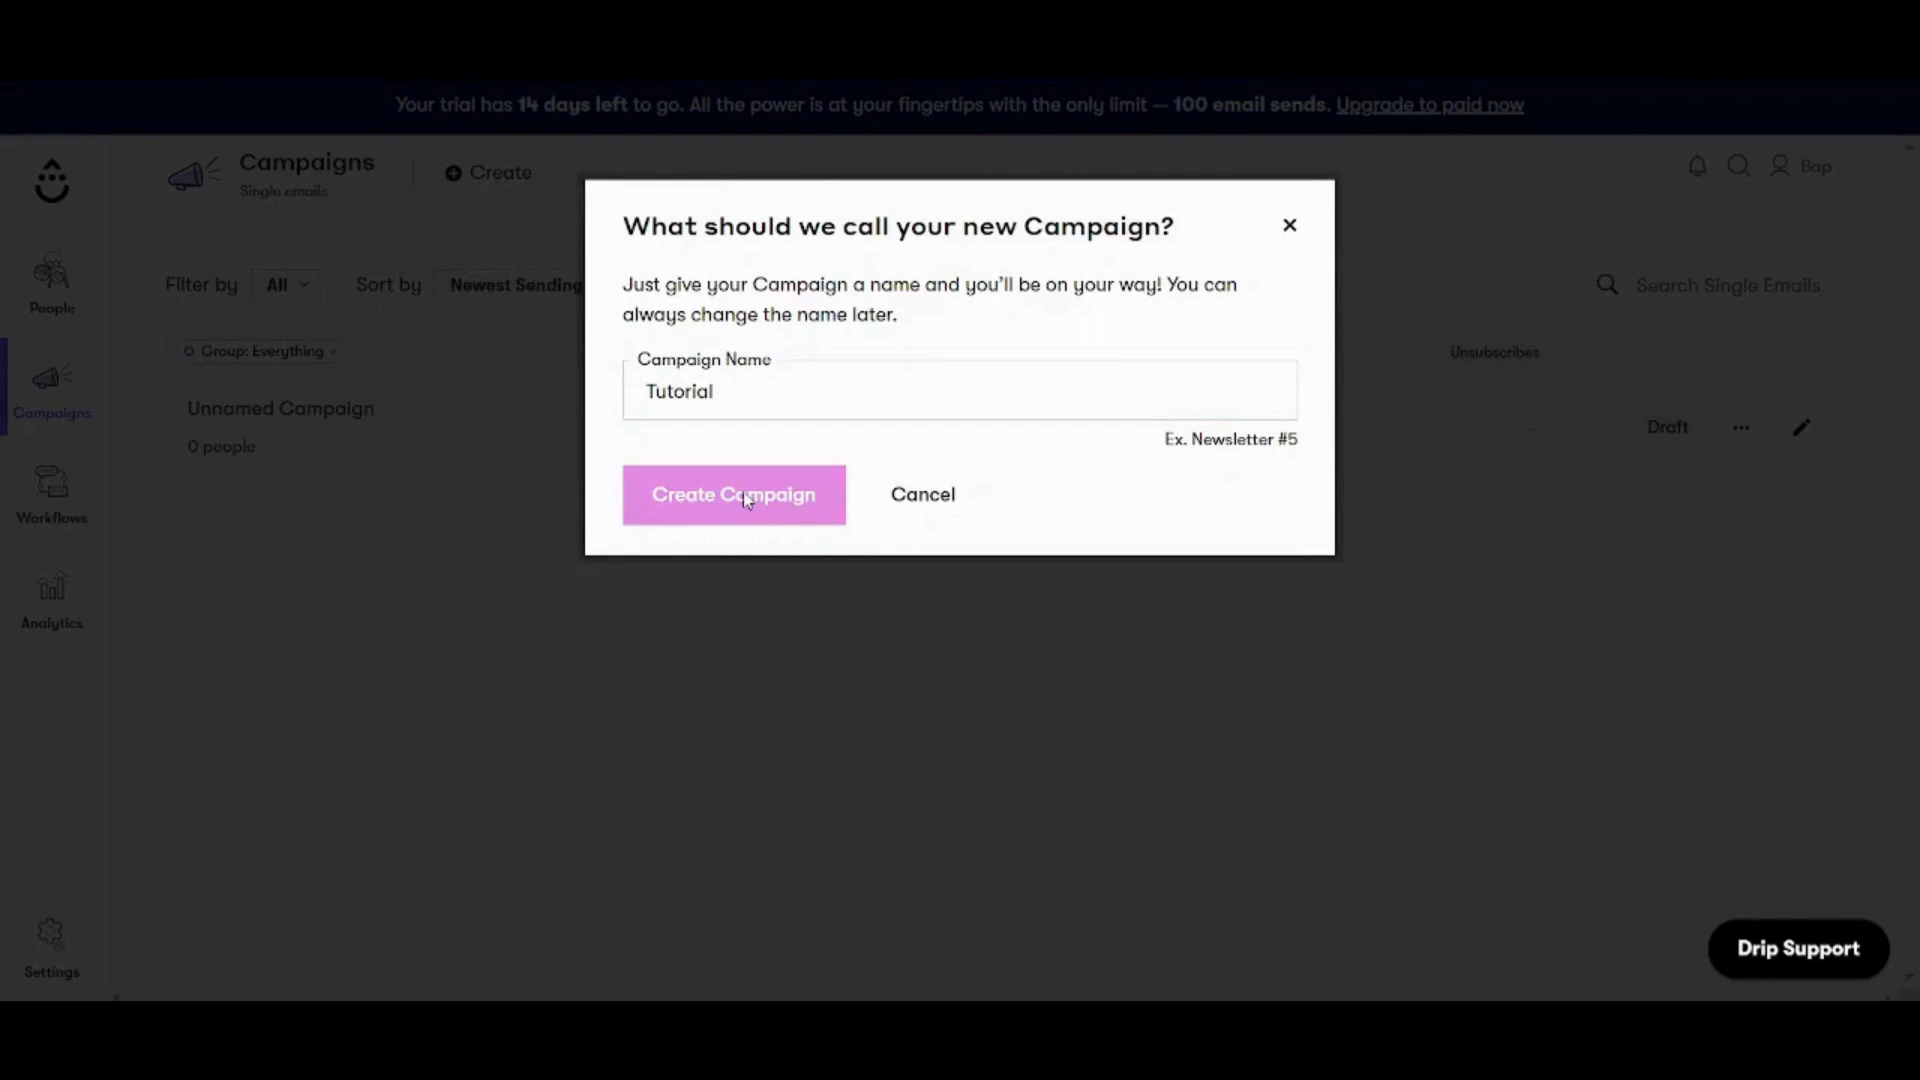 Your trial has 14 days left to go. All the power is at your fingertips with the only limit — 100 email sends. Upgrade to paid now
Campaigns
Single emails
Create
Bap
What should we call your new Campaign?
Just give your Campaign a name and you'll be on your way! You can
always change the name later.
Campaign Name
Tutorial
Ex. Newsletter #5
Create Campaign
Cancel
Filter by
All
Sort by
Newest Sending
Search Single Emails
Group: Everything
Unsubscribes
Unnamed Campaign
0 people
-
Draft
People
Campaigns
Workflows
Analytics
Settings
Drip Support